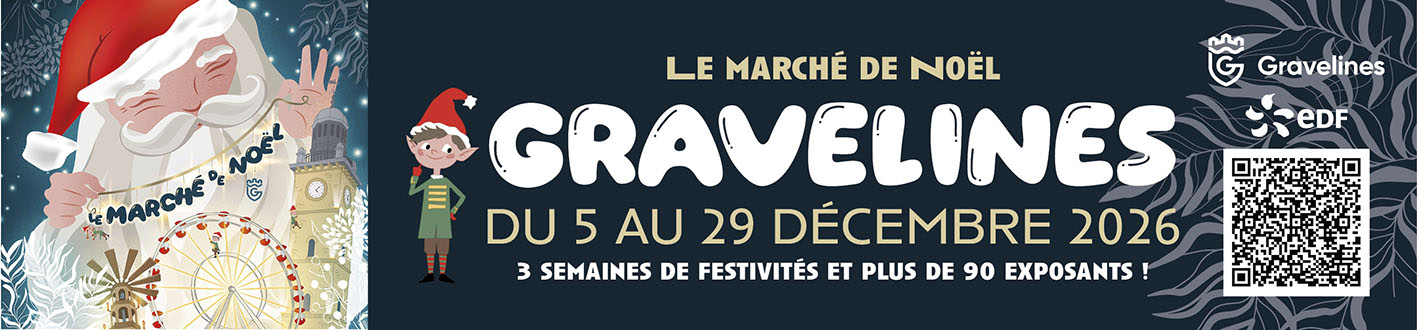 LE MARCHÉ DE NOËL
LE MARCHÉ DE NOËL
GRAVELINES
DU 5 AU 29 DÉCEMBRE 2026
3 SEMAINES DE FESTIVITÉS ET PLUS DE 90 EXPOSANTS !
Gravelines
eDF